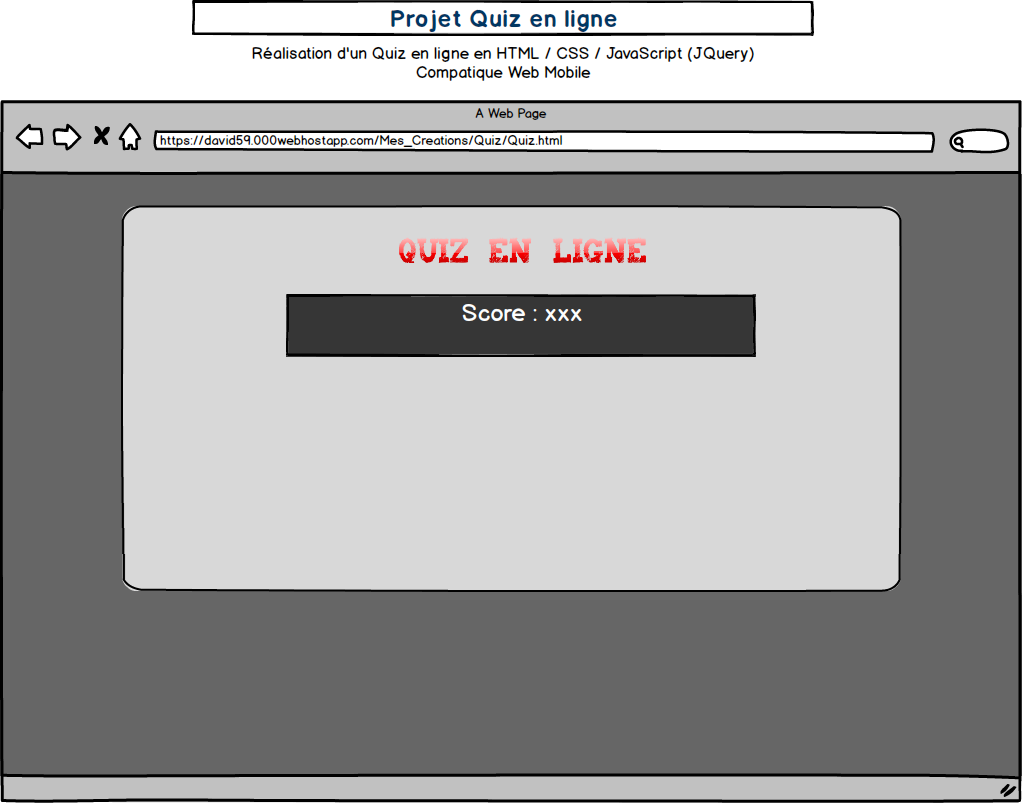 Projet Quiz en ligne
Réalisation d'un Quiz en ligne en HTML / CSS / JavaScript (JQuery)
Compatique Web Mobile
A Web Page
https://david59.000webhostapp.com/Mes_Creations/Quiz/Quiz.html
QUIZ EN LIGNE
Score : xxx